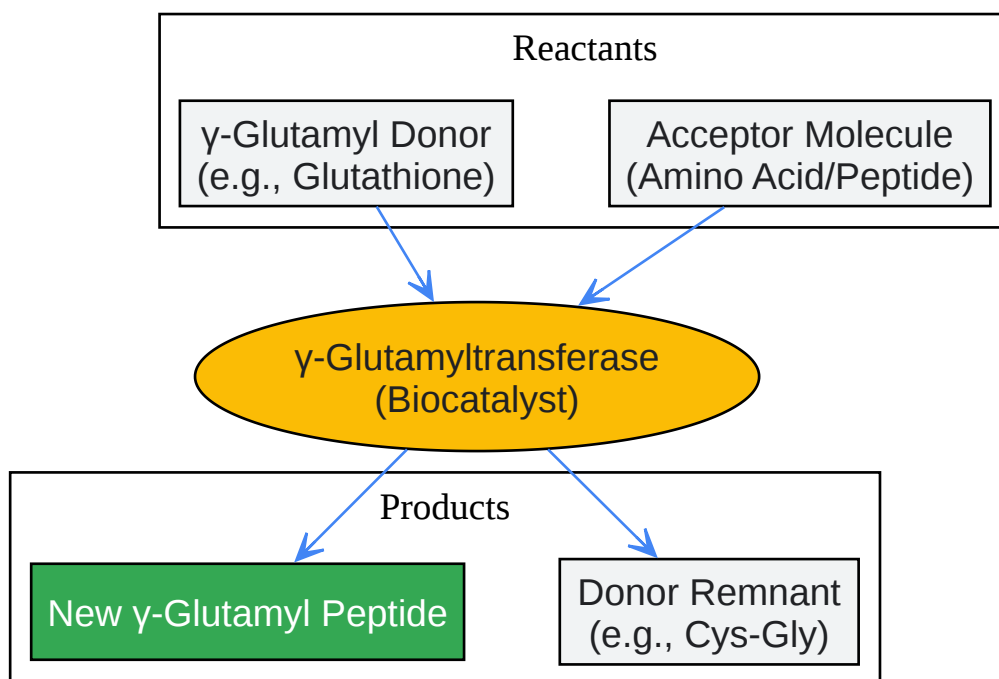 Reactants
γ-Glutamyl Donor
(e.g., Glutathione)
Acceptor Molecule
(Amino Acid/Peptide)
γ-Glutamyltransferase
(Biocatalyst)
Products
New γ-Glutamyl Peptide
Donor Remnant
(e.g., Cys-Gly)